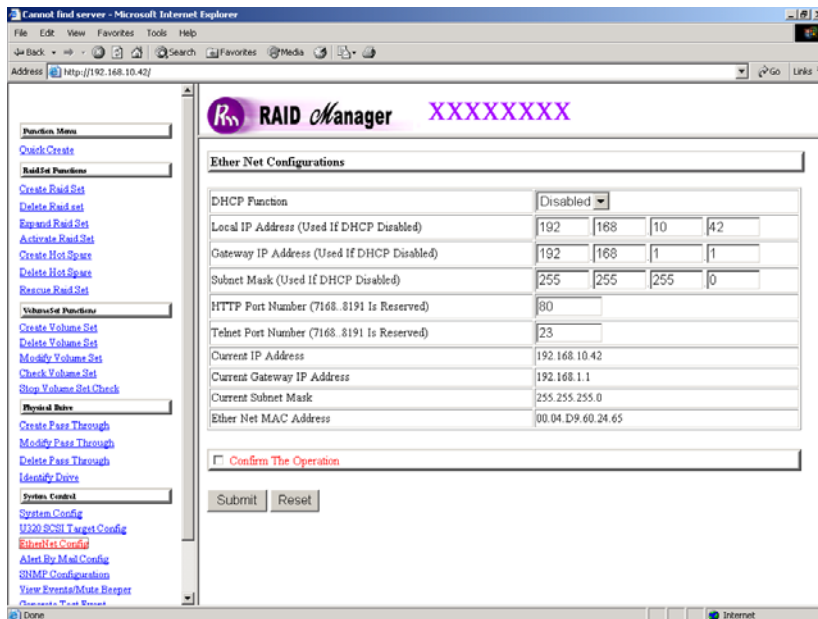 Cannot find server - Microsoft Internet Explorer
File Edit View Favorites Tools Help
Back Search Favorites Media
Address http://192.168.10.42/ Go Links
Function Menu
Quick Create
RaidSet Functions
Create Raid Set
Delete Raid set
Expand Raid Set
Activate Raid Set
Create Hot Spare
Delete Hot Spare
Rescue Raid Set
VolumeSet Functions
Create Volume Set
Delete Volume Set
Modify Volume Set
Check Volume Set
Stop Volume Set Check
Physical Drive
Create Pass Through
Modify Pass Through
Delete Pass Through
Identify Drive
System Control
System Config
U320 SCSI Target Config
EtherNet Config
Alert By Mail Config
SNMP Configuration
View Events/Mute Beeper
Generate Test Event
Rm RAID Manager XXXXXXXX
Ether Net Configurations
DHCP Function Disabled
Local IP Address (Used If DHCP Disabled) 192 .168 .10 .42
Gateway IP Address (Used If DHCP Disabled) 192 .168 .1 .1
Subnet Mask (Used If DHCP Disabled) 255 .255 .255 .0
HTTP Port Number (7168..8191 Is Reserved) 80
Telnet Port Number (7168..8191 Is Reserved) 23
Current IP Address 192.168.10.42
Current Gateway IP Address 192.168.1.1
Current Subnet Mask 255.255.255.0
Ether Net MAC Address 00.04.D9.60.24.65
Confirm The Operation
Submit Reset
Done Internet